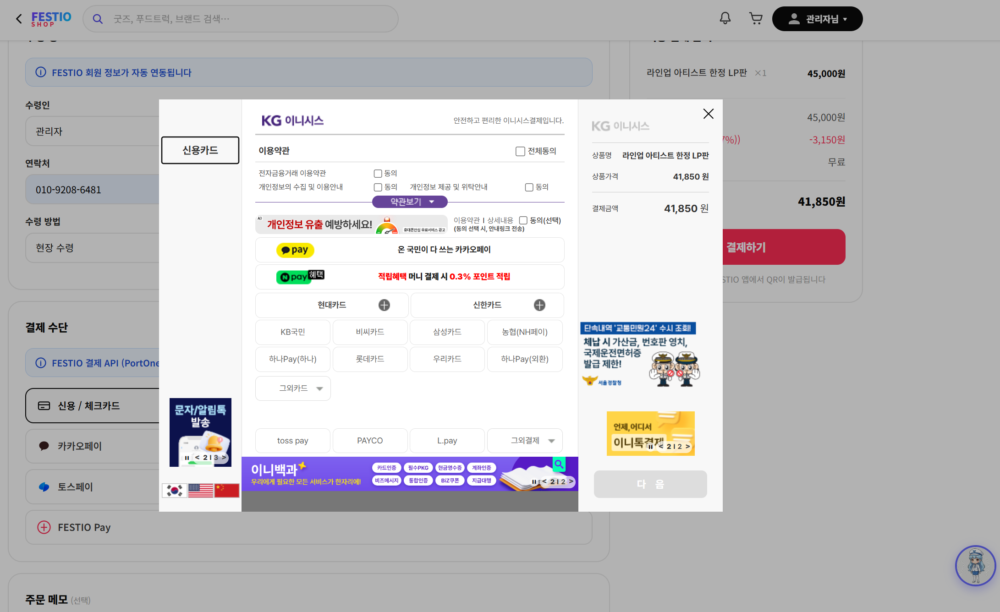 FESTIO
SHOP
굿즈, 푸드트럭, 브랜드 검색…
관리자님
FESTIO 회원 정보가 자동 연동됩니다
수령인
관리자
연락처
010-9208-6481
수령 방법
현장 수령
결제 수단
FESTIO 결제 API (PortOne
신용 / 체크카드
카카오페이
토스페이
FESTIO Pay
주문 메모 (선택)
라인업 아티스트 한정 LP판 ×1 45,000원
45,000원
7%)) -3,150원
무료
41,850원
결제하기
STIO 앱에서 QR이 발급됩니다
신용카드
문자/알림톡
발송
< 2 | 3 >
KG 이니시스
안전하고 편리한 이니시스결제입니다.
이용약관
전체동의
전자금융거래 이용약관 동의
개인정보의 수집 및 이용안내 동의 개인정보 제공 및 위탁안내 동의
약관보기
AD
개인정보 유출 예방하세요!
휴대폰안심 유료서비스 광고
이용약관 | 상세내용 동의(선택)
(동의 선택 시, 안내링크 전송)
pay 온 국민이 다 쓰는 카카오페이
N pay 혜택 적립혜택 머니 결제 시 0.3% 포인트 적립
현대카드 신한카드
KB국민 비씨카드 삼성카드 농협(NH페이)
하나Pay(하나) 롯데카드 우리카드 하나Pay(외환)
그외카드
toss pay PAYCO L.pay 그외결제
이니백과
우리에게 필요한 모든 서비스가 한자리에!
카드인증 필수PKG 현금영수증 계좌인증
비즈메시지 통합인증 BiZ쿠폰 지급대행
< 2 | 2 >
KG 이니시스
상품명 라인업 아티스트 한정 LP판
상품가격 41,850 원
결제금액 41,850 원
단속내역 '교통민원24' 수시 조회!
체납 시 가산금, 번호판 영치,
국제운전면허증
발급 제한!
서울경찰청
언제,어디서
이니톡결제
< 2 | 2 >
다 음